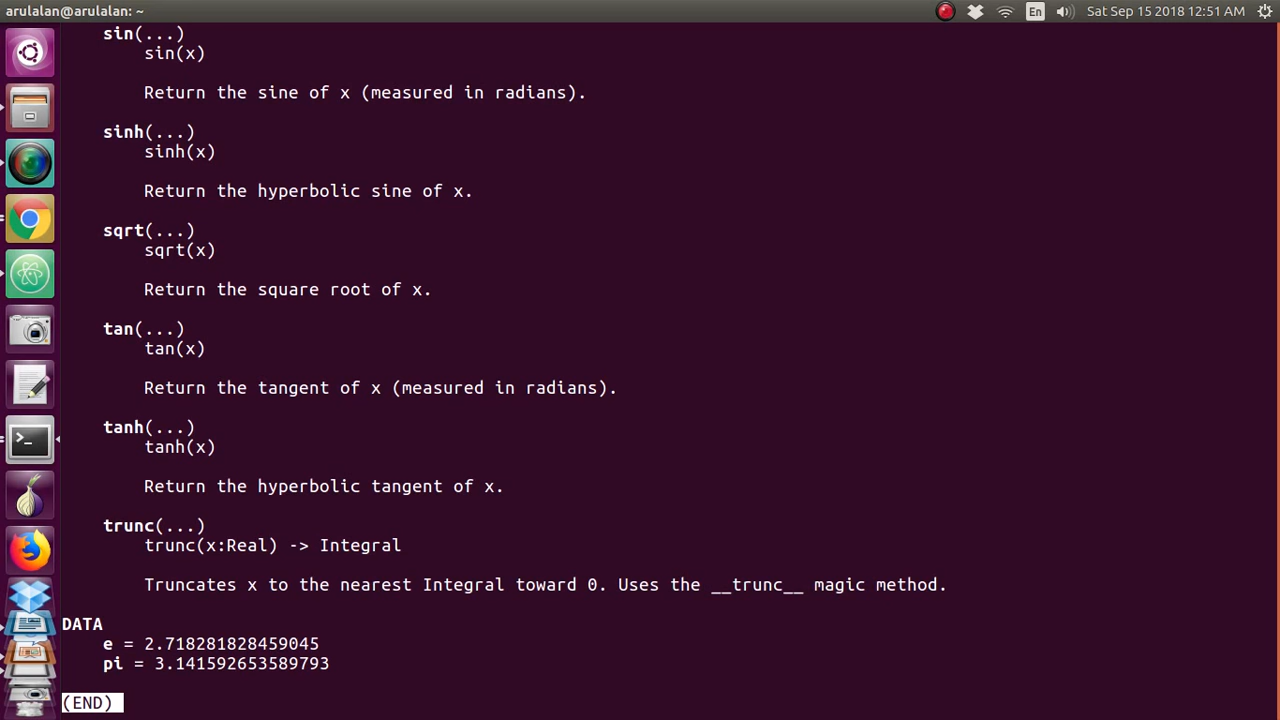 arulalan@arulalan: ~
En
Sat Sep 15 2018 12:51 AM
sin(...)
sin(x)
Return the sine of x (measured in radians).
sinh(...)
sinh(x)
Return the hyperbolic sine of x.
sqrt(...)
sqrt(x)
Return the square root of x.
tan(...)
tan(x)
Return the tangent of x (measured in radians).
tanh(...)
tanh(x)
Return the hyperbolic tangent of x.
trunc(...)
trunc(x:Real) -> Integral
Truncates x to the nearest Integral toward 0. Uses the __trunc__ magic method.
DATA
e = 2.718281828459045
pi = 3.141592653589793
(END)